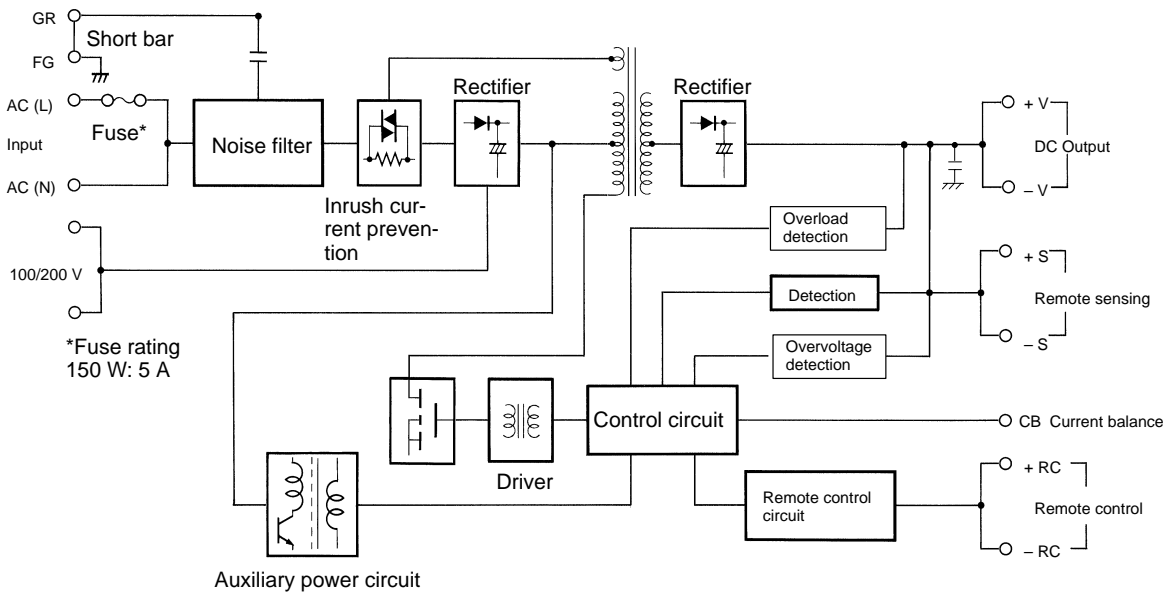 GR
Short bar
FG
Rectifier
Rectifier
AC (L)
+ V
Fuse*
Noise filter
Input
DC Output
AC (N)
– V
Inrush cur-
rent preven-
tion
Overload
detection
+ S
100/200 V
Detection
Remote sensing
*Fuse rating
150 W: 5 A
– S
Overvoltage
detection
Control circuit
CB Current balance
Driver
+ RC
Remote control
circuit
Remote control
– RC
Auxiliary power circuit